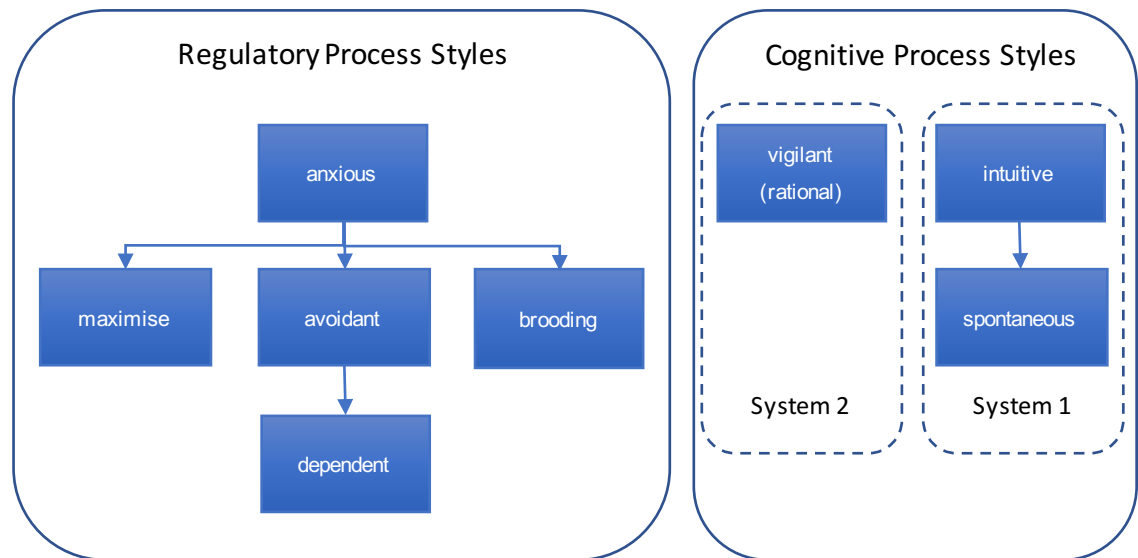 Regulatory Process Styles
anxious
maximise
avoidant
brooding
dependent
Cognitive Process Styles
vigilant
(rational)
System 2
intuitive
spontaneous
System 1